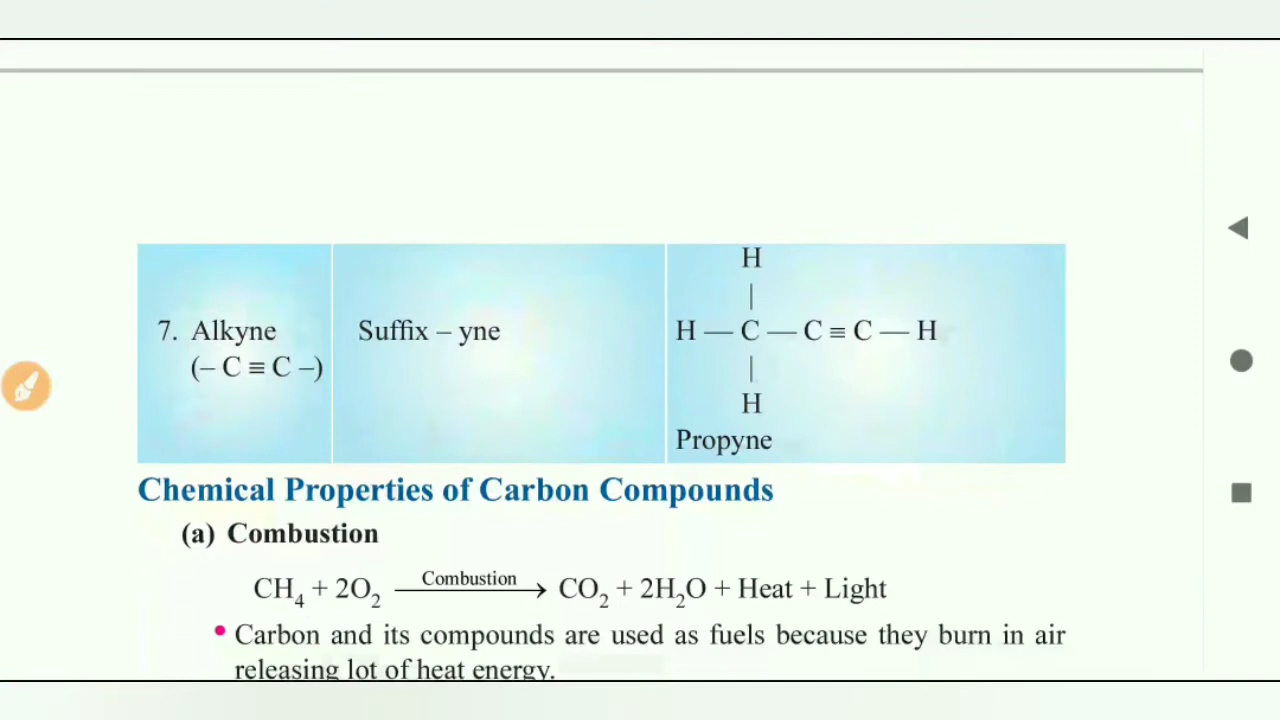 H
|
7. Alkyne Suffix – yne H — C — C ≡ C — H
(– C ≡ C –) |
H
Propyne
Chemical Properties of Carbon Compounds
(a) Combustion
CH₄ + 2O₂ —Combustion→ CO₂ + 2H₂O + Heat + Light
• Carbon and its compounds are used as fuels because they burn in air
releasing lot of heat energy.